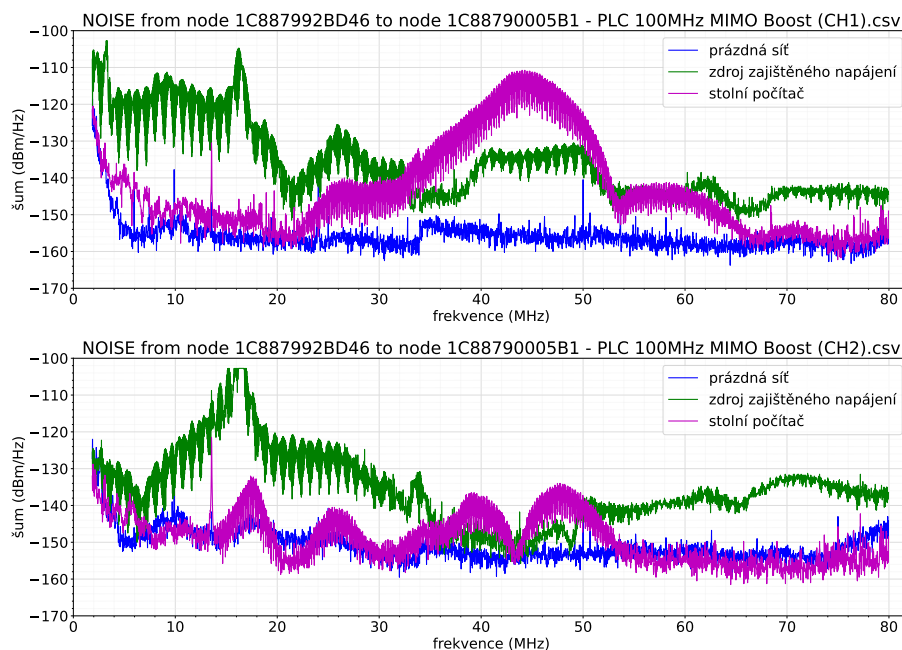 NOISE from node 1C887992BD46 to node 1C88790005B1 - PLC 100MHz MIMO Boost (CH1).csv
−100
−110
−120
−130
−140
−150
−160
−170
šum (dBm/Hz)
prázdná síť
zdroj zajištěného napájení
stolní počítač
0 10 20 30 40 50 60 70 80
frekvence (MHz)
NOISE from node 1C887992BD46 to node 1C88790005B1 - PLC 100MHz MIMO Boost (CH2).csv
−100
−110
−120
−130
−140
−150
−160
−170
šum (dBm/Hz)
prázdná síť
zdroj zajištěného napájení
stolní počítač
0 10 20 30 40 50 60 70 80
frekvence (MHz)